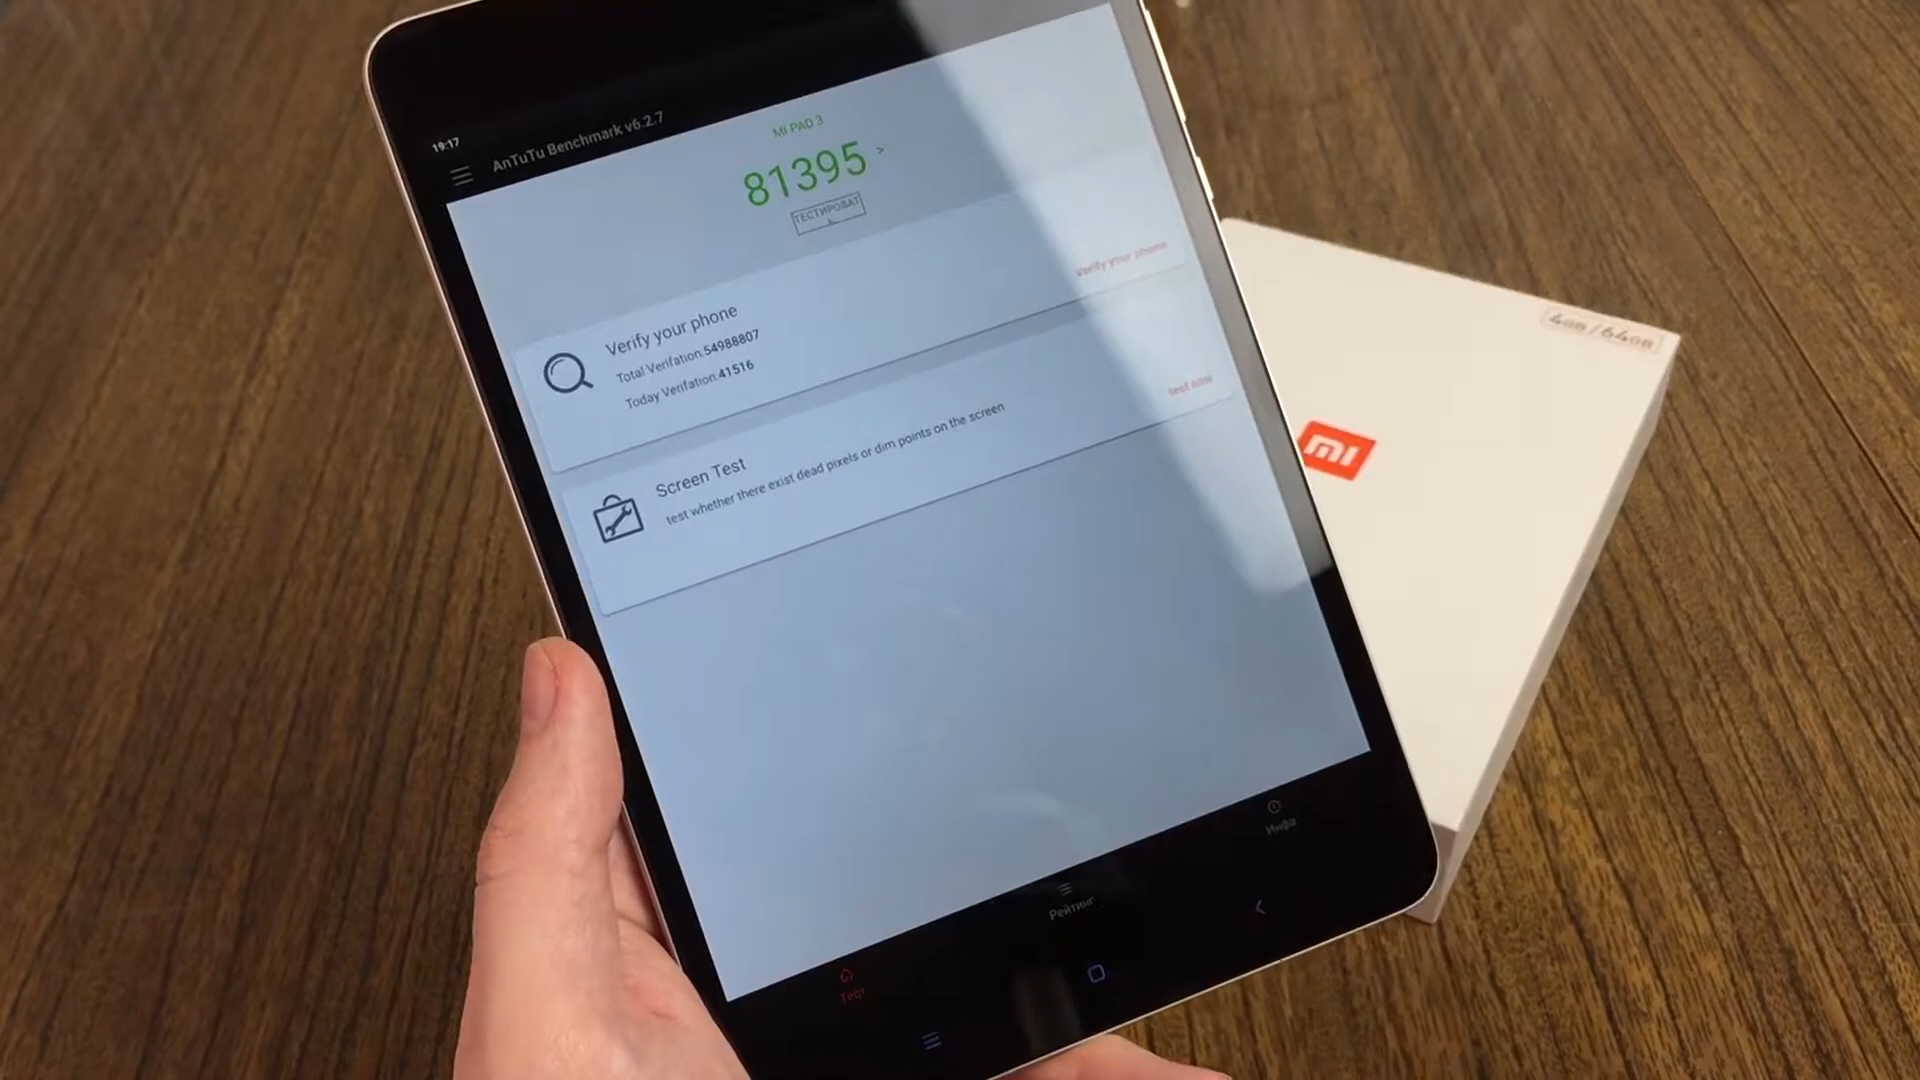 19:17
AnTuTu Benchmark v6.2.7
MI PAD 3
81395 >
ТЕСТИРОВАТ
Ь
Verify your phone
Total Verifation:54988807
Today Verifation:41516
Verify your phone
Screen Test
test whether there exist dead pixels or dim points on the screen
test now
Тест
Рейтинг
Инфа
4GB/64GB
MI